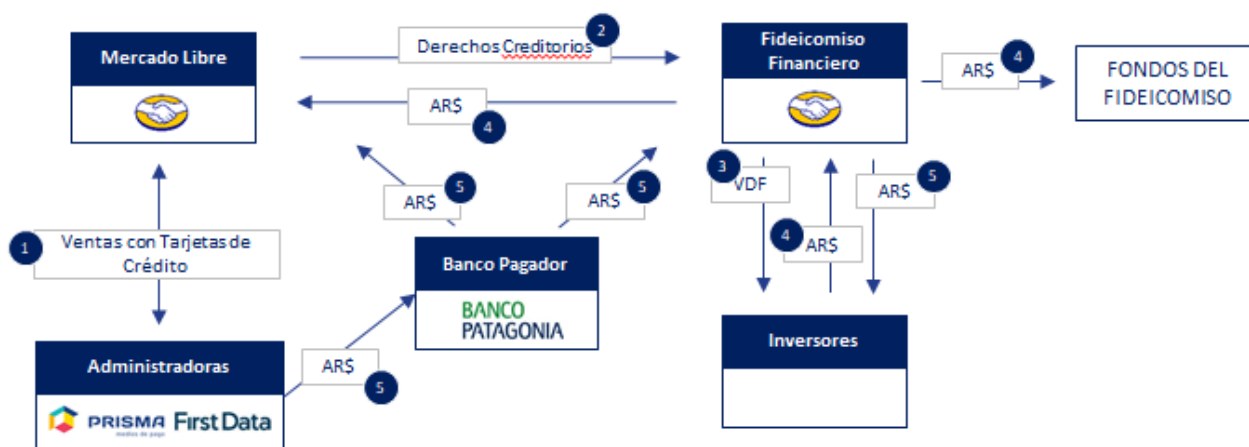 2
Derechos Creditorios
Mercado Libre
Fideicomiso
Financiero
AR$
4
FONDOS DEL
FIDEICOMISO
AR$
4
3
VDF
AR$
5
AR$
5
AR$
5
4
AR$
1
Ventas con Tarjetas de
Crédito
Banco Pagador
BANCO
PATAGONIA
Inversores
Administradoras
AR$
5
PRISMA
medios de pago
First Data